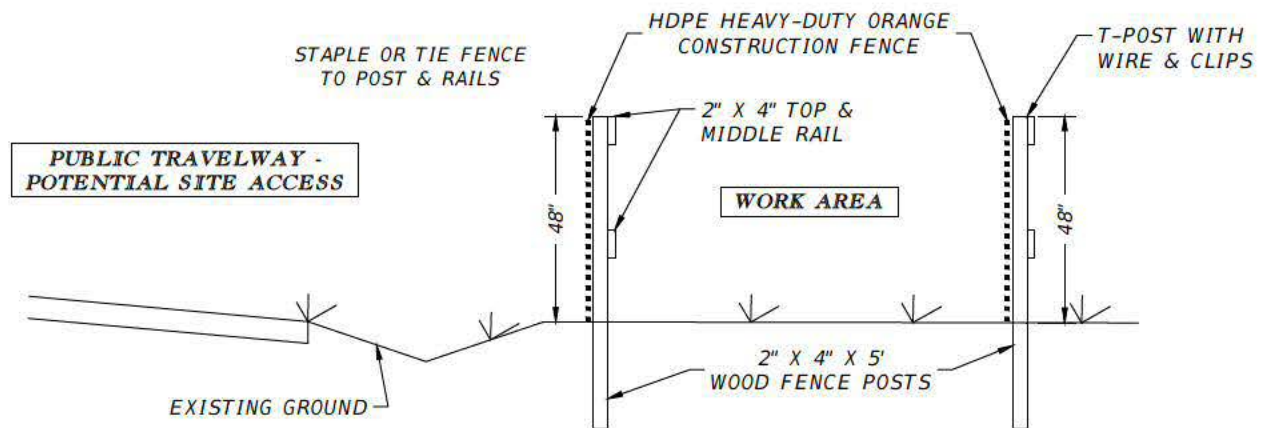 HDPE HEAVY-DUTY ORANGE
CONSTRUCTION FENCE
STAPLE OR TIE FENCE
TO POST & RAILS
T-POST WITH
WIRE & CLIPS
2" X 4" TOP &
MIDDLE RAIL
PUBLIC TRAVELWAY -
POTENTIAL SITE ACCESS
WORK AREA
48"
48"
2" X 4" X 5'
WOOD FENCE POSTS
EXISTING GROUND